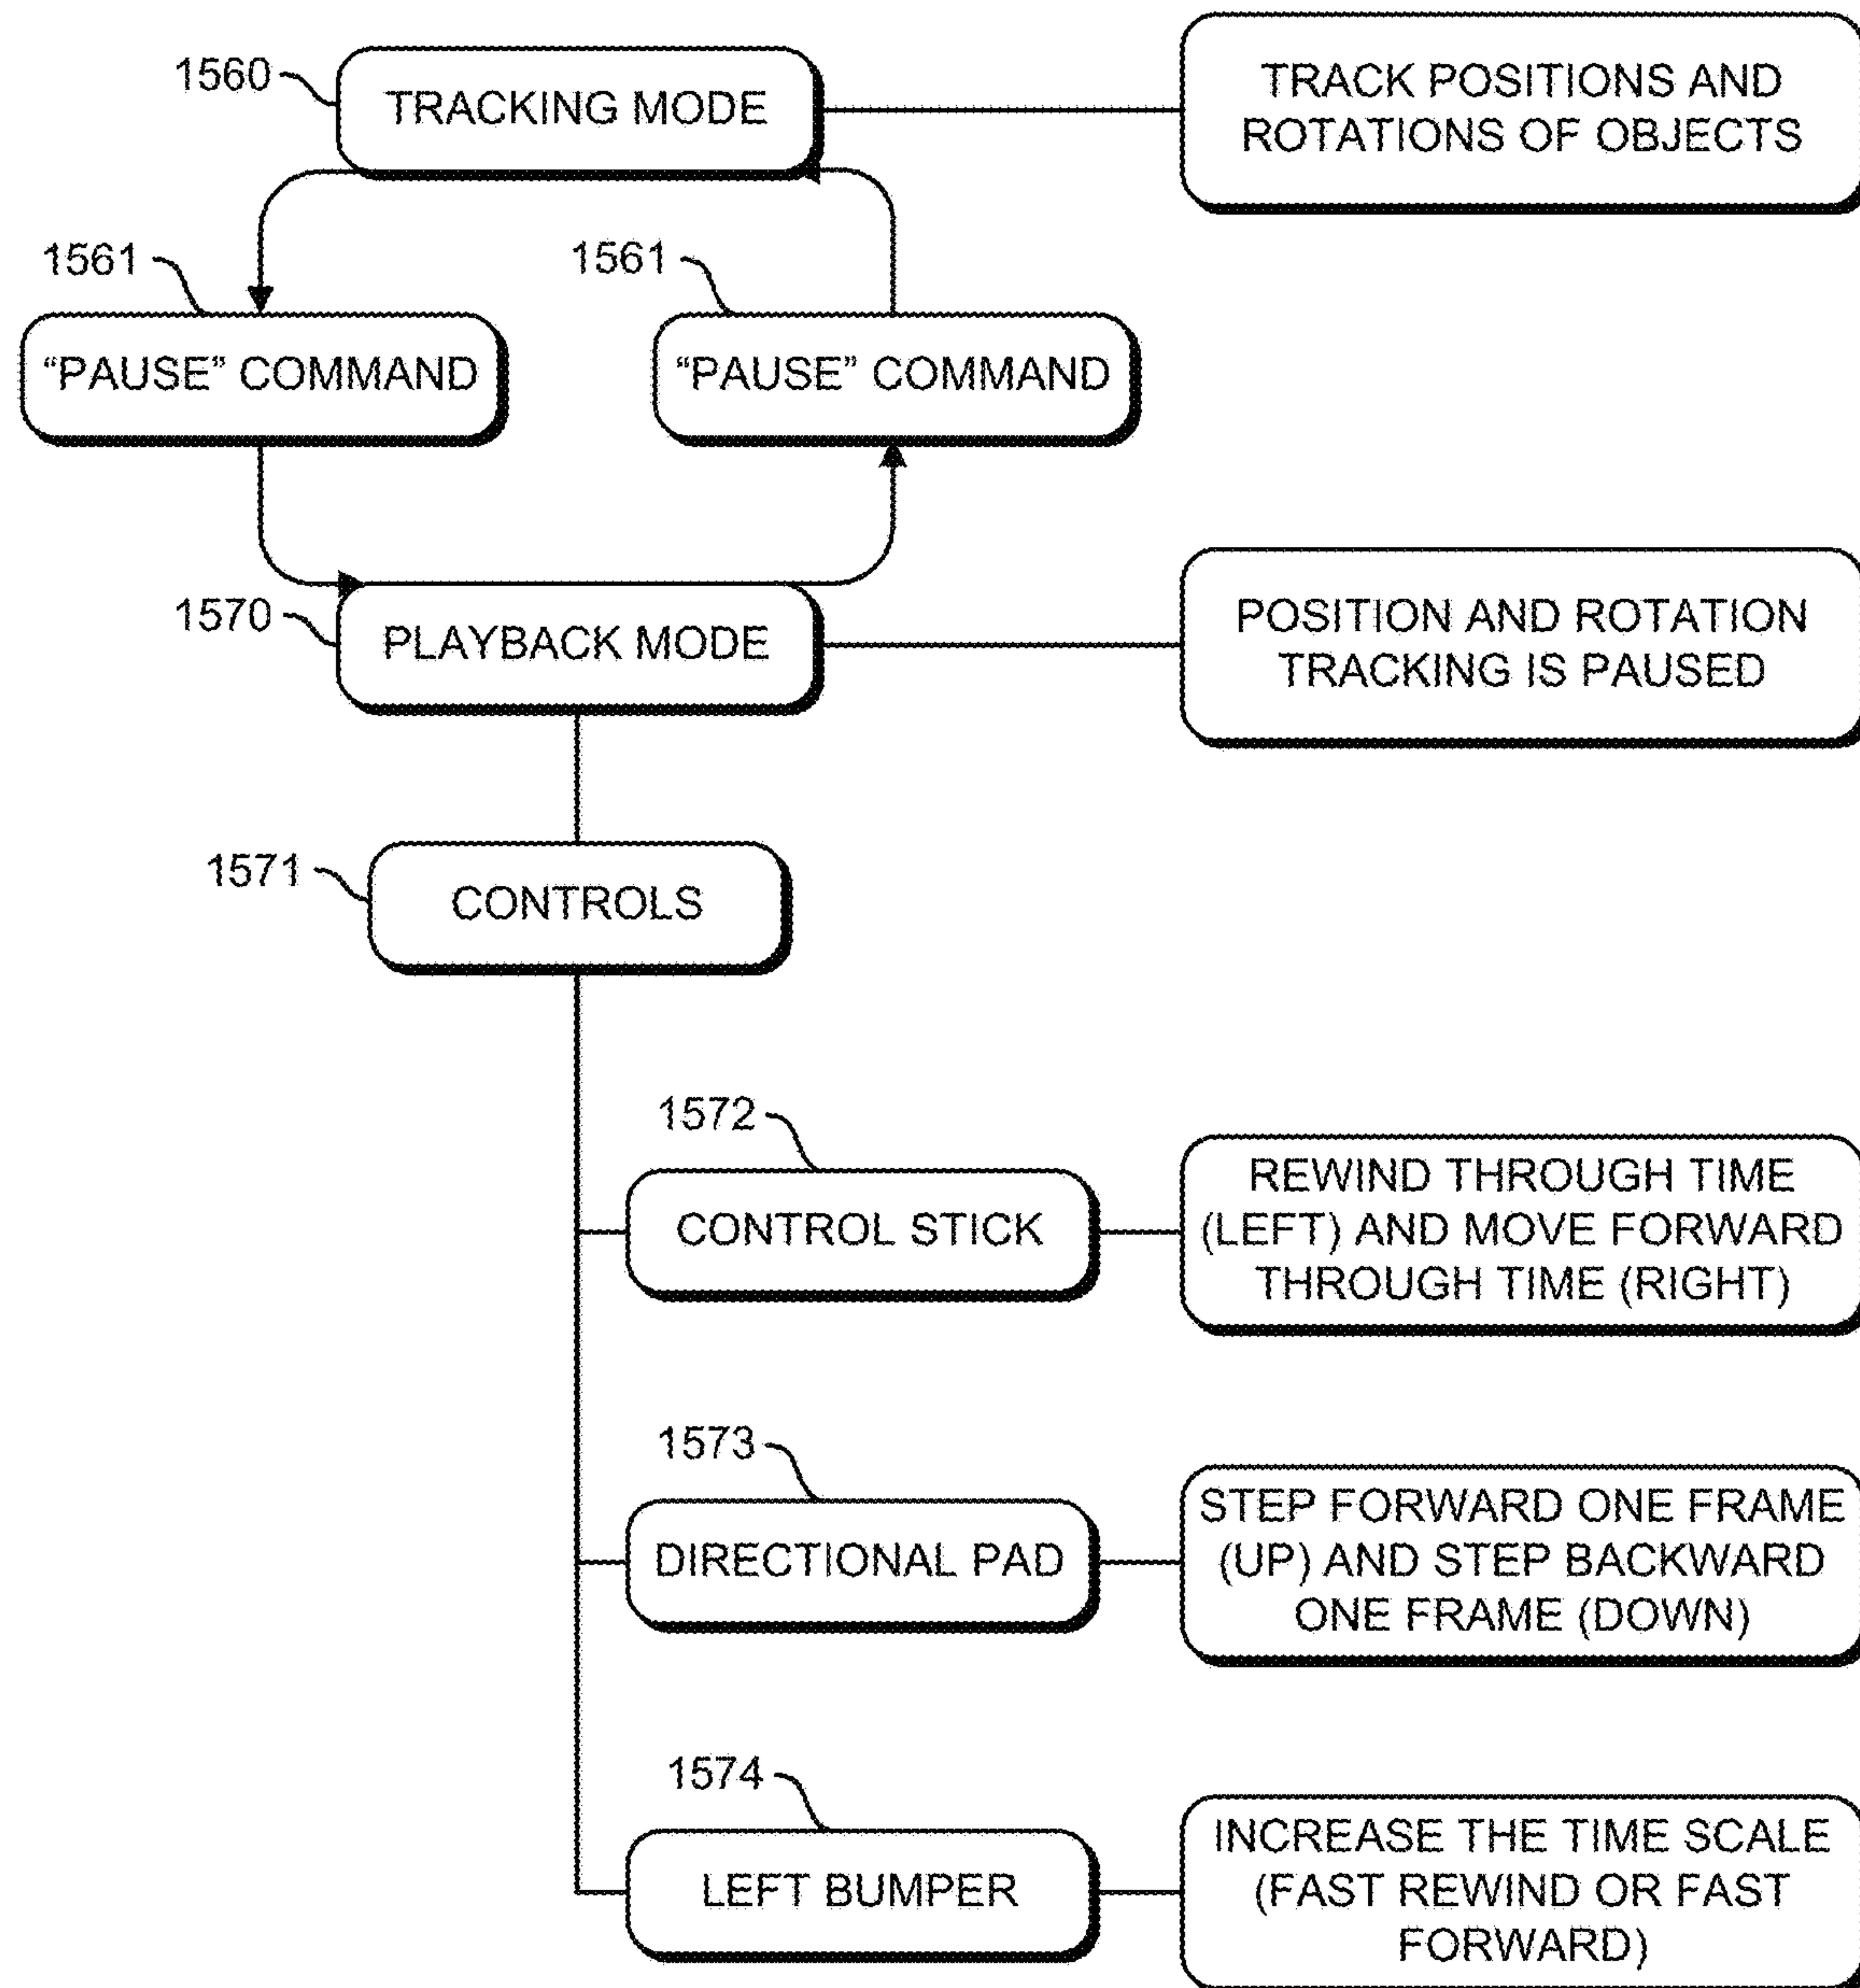 1560
TRACKING MODE
TRACK POSITIONS AND
ROTATIONS OF OBJECTS
1561
1561
“PAUSE” COMMAND
“PAUSE” COMMAND
1570
PLAYBACK MODE
POSITION AND ROTATION
TRACKING IS PAUSED
1571
CONTROLS
1572
CONTROL STICK
REWIND THROUGH TIME
(LEFT) AND MOVE FORWARD
THROUGH TIME (RIGHT)
1573
DIRECTIONAL PAD
STEP FORWARD ONE FRAME
(UP) AND STEP BACKWARD
ONE FRAME (DOWN)
1574
LEFT BUMPER
INCREASE THE TIME SCALE
(FAST REWIND OR FAST
FORWARD)